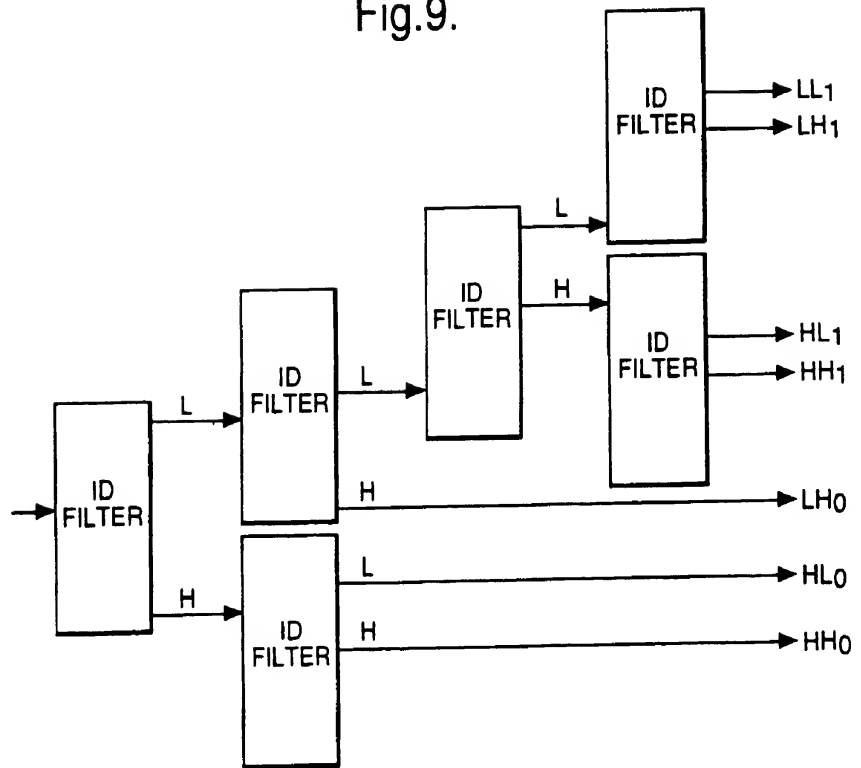 Fig.9.
ID
FILTER
LL1
LH1
L
H
ID
FILTER
ID
FILTER
HL1
HH1
ID
FILTER
L
L
H
LH0
ID
FILTER
H
ID
FILTER
L
HL0
H
HH0